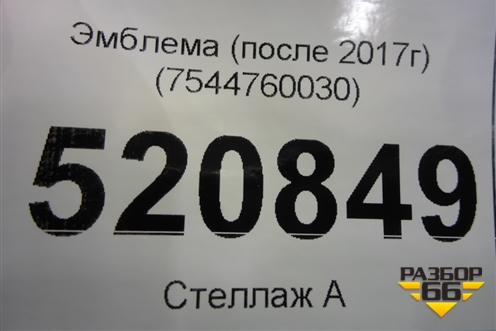 Эмблема (после 2017г)
(7544760030)
520849
Стеллаж А
РАЗБОР
66